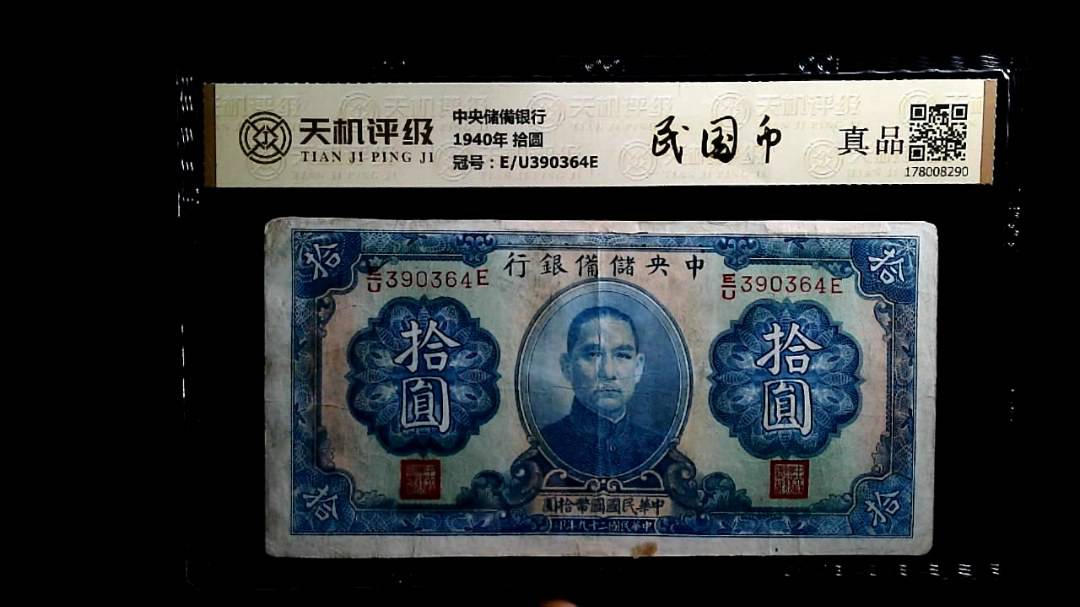 天机评级
TIAN JI PING JI
中央储備银行
1940年 拾圆
冠号：E/U390364E
民国币
真品
178008290
拾
拾
行銀備儲央中
E/U390364E
E/U390364E
拾圓
拾圓
拾
拾
圓拾幣國國民華中
印年九十二國民華中